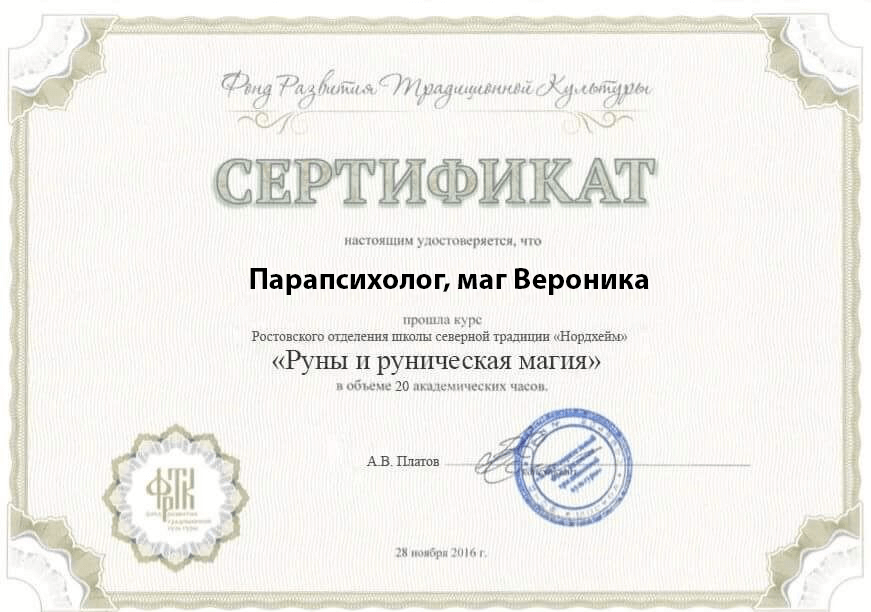 Фонд Развития Традиционной Культуры
СЕРТИФИКАТ
настоящим удостоверяется, что
Парапсихолог, маг Вероника
прошла курс
Ростовского отделения школы северной традиции «Нордхейм»
«Руны и руническая магия»
в объеме 20 академических часов.
А.В. Платов
ФРТК
фонд развития
традиционной
культуры
28 ноября 2016 г.